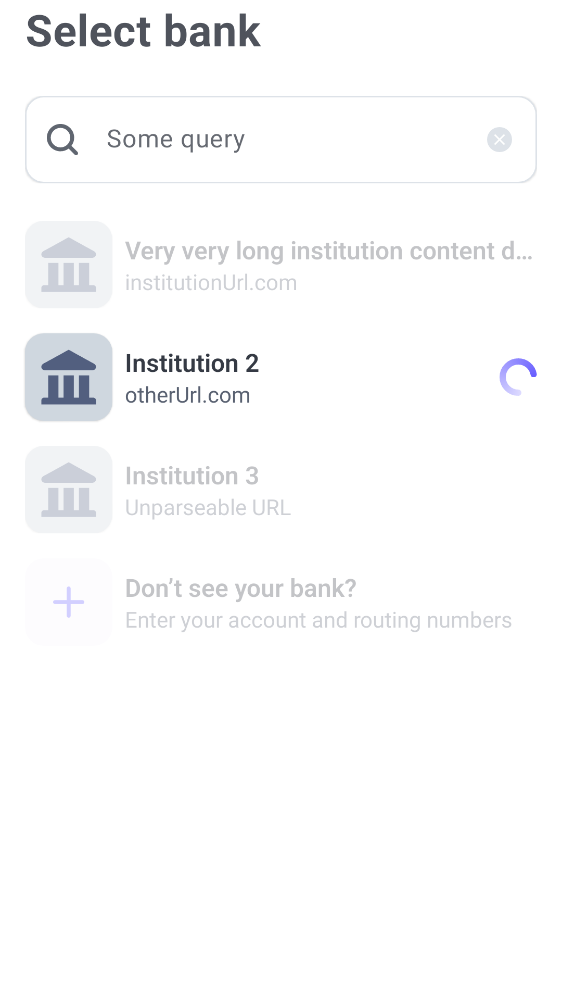 Select bank
Some query
Very very long institution content d…
institutionUrl.com
Institution 2
otherUrl.com
Institution 3
Unparseable URL
Don’t see your bank?
Enter your account and routing numbers